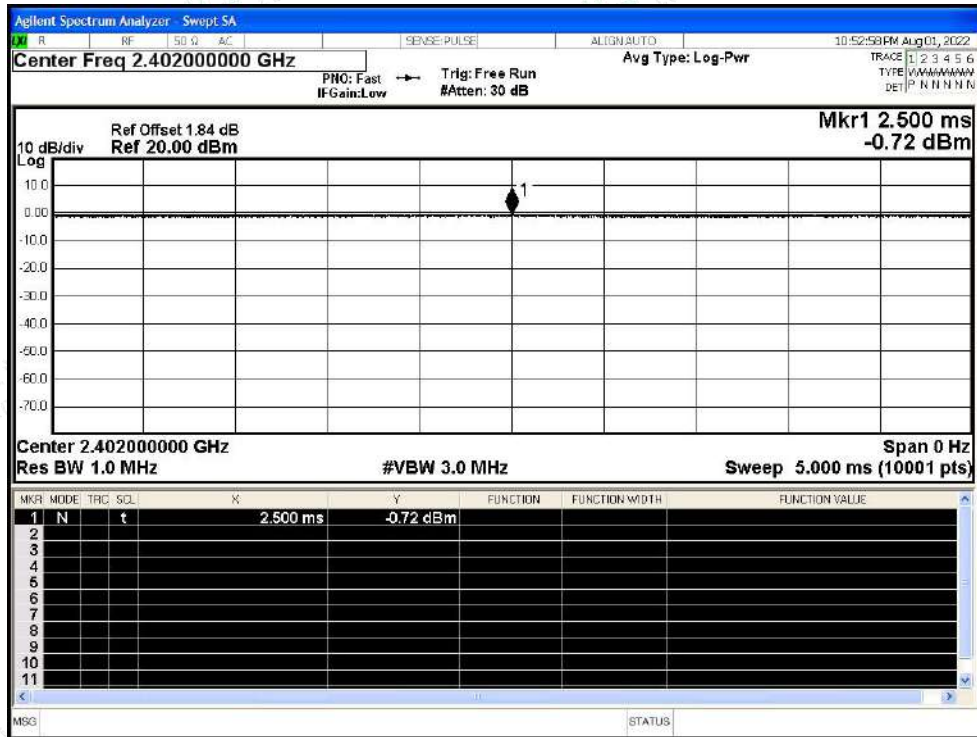 Agilent Spectrum Analyzer - Swept SA
LXI R RF 50 Ω AC SENSE:PULSE ALIGN AUTO 10:52:58 PM Aug 01, 2022
Center Freq 2.402000000 GHz
Avg Type: Log-Pwr
TRACE 1 2 3 4 5 6
PNO: Fast Trig: Free Run
TYPE
IFGain:Low #Atten: 30 dB
DET P N N N N N
Mkr1 2.500 ms
Ref Offset 1.84 dB
10 dB/div Ref 20.00 dBm
-0.72 dBm
Log
10.0
1
0.00
-10.0
-20.0
-30.0
-40.0
-50.0
-60.0
-70.0
Center 2.402000000 GHz Span 0 Hz
Res BW 1.0 MHz #VBW 3.0 MHz Sweep 5.000 ms (10001 pts)
MKR MODE TRC SCL X Y FUNCTION FUNCTION WIDTH FUNCTION VALUE
1 N t 2.500 ms -0.72 dBm
2
3
4
5
6
7
8
9
10
11
MSG STATUS